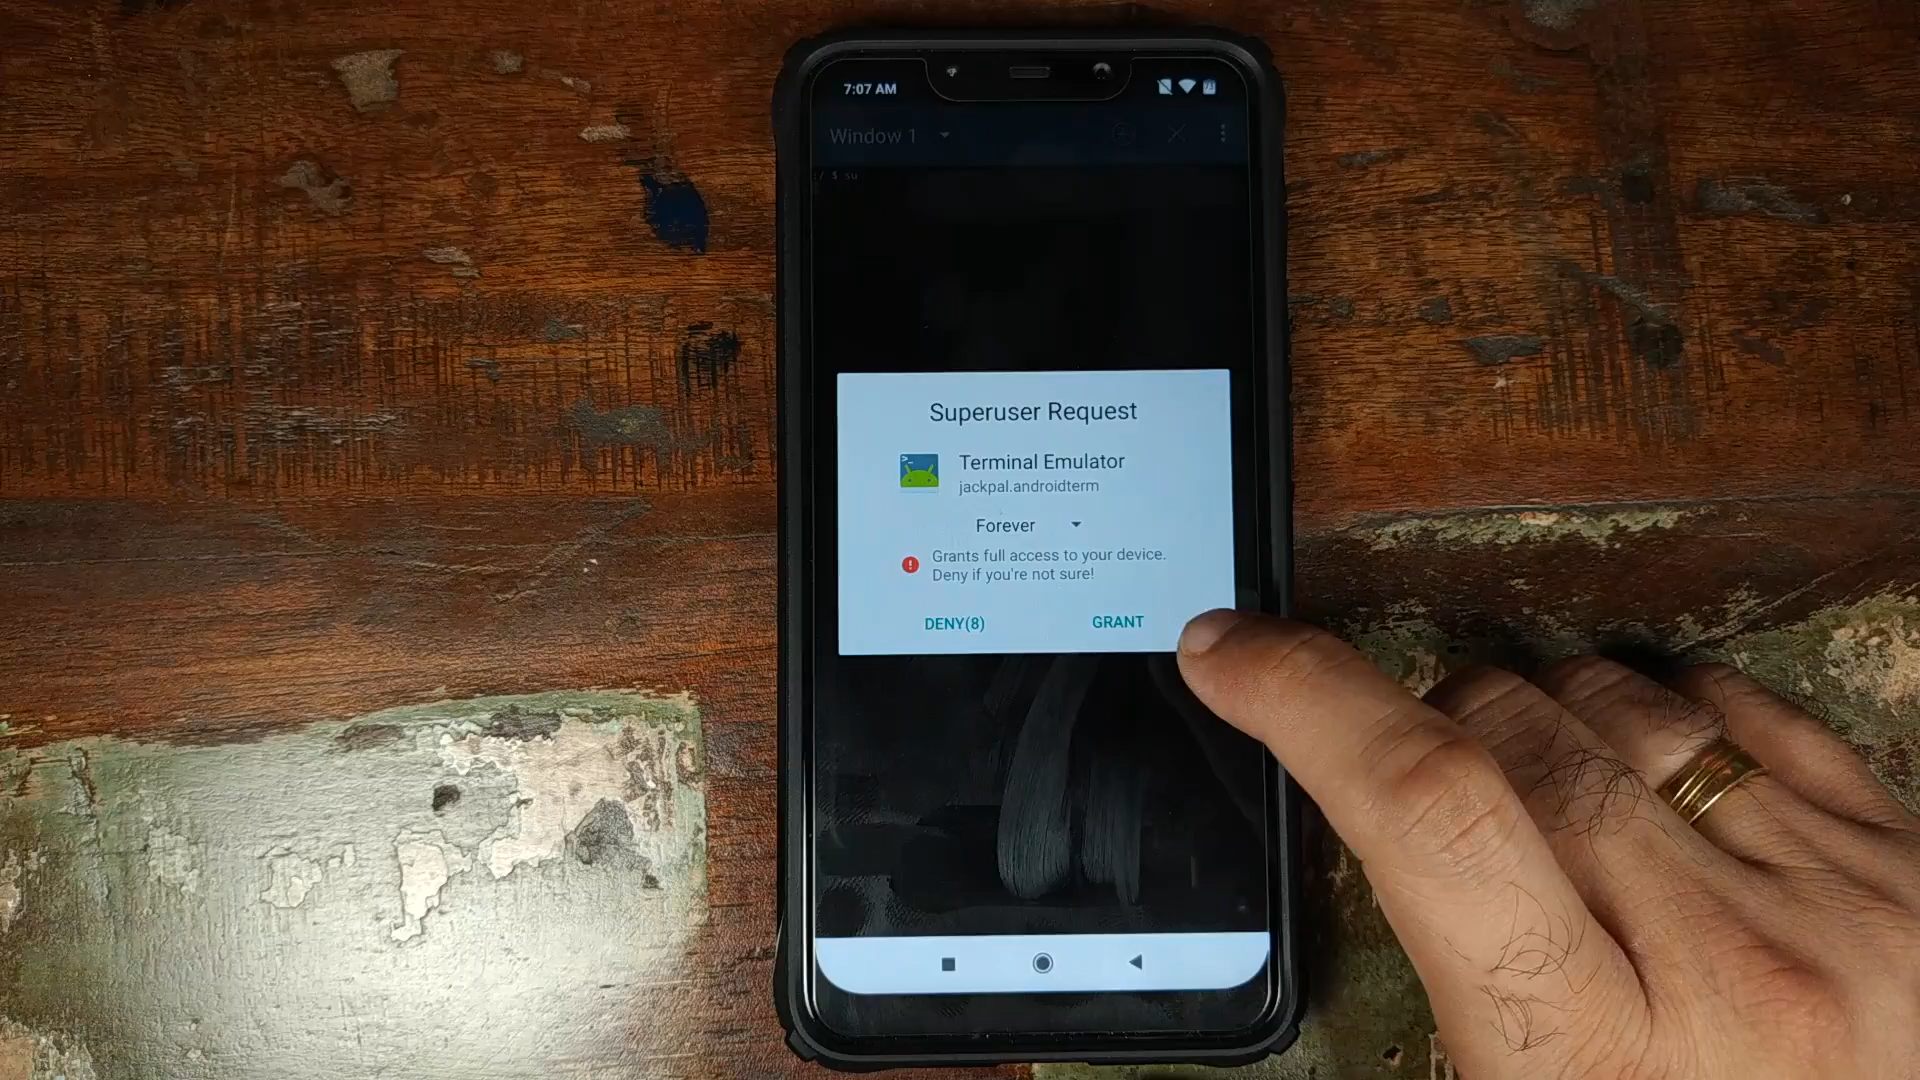 7:07 AM
Window 1
:/ $ su
Superuser Request
>_
Terminal Emulator
jackpal.androidterm
Forever
Grants full access to your device.
Deny if you're not sure!
DENY(8) GRANT